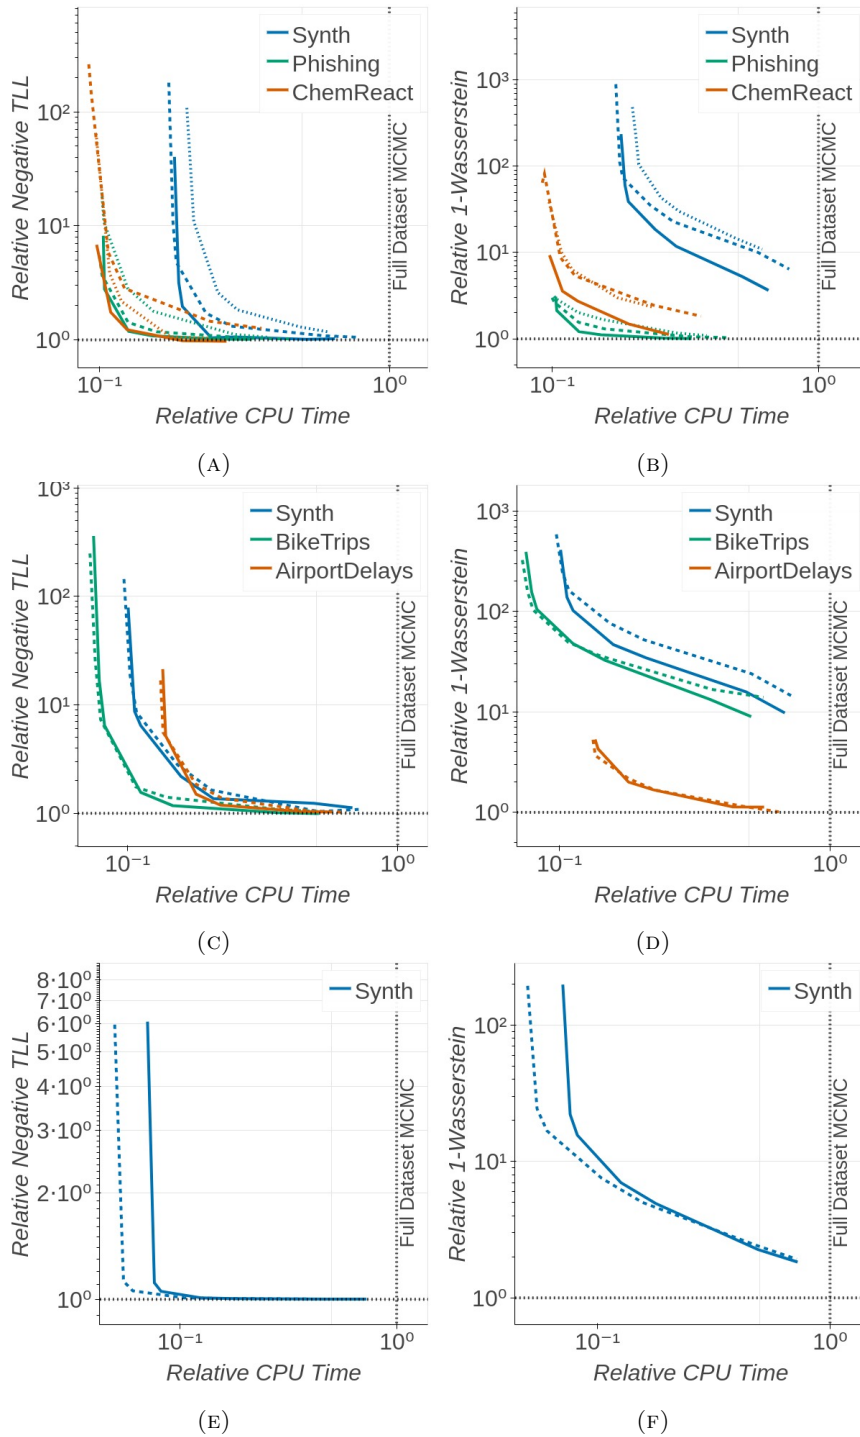 Synth
Phishing
ChemReact
10²
10¹
10⁰
Relative Negative TLL
Full Dataset MCMC
10⁻¹
10⁰
Relative CPU Time
(A)
Synth
Phishing
ChemReact
10³
10²
10¹
10⁰
Relative 1-Wasserstein
Full Dataset MCMC
10⁻¹
10⁰
Relative CPU Time
(B)
Synth
BikeTrips
AirportDelays
10³
10²
10¹
10⁰
Relative Negative TLL
Full Dataset MCMC
10⁻¹
10⁰
Relative CPU Time
(C)
Synth
BikeTrips
AirportDelays
10³
10²
10¹
10⁰
Relative 1-Wasserstein
Full Dataset MCMC
10⁻¹
10⁰
Relative CPU Time
(D)
Synth
8·10⁰
7·10⁰
6·10⁰
5·10⁰
4·10⁰
3·10⁰
2·10⁰
10⁰
Relative Negative TLL
Full Dataset MCMC
10⁻¹
10⁰
Relative CPU Time
(E)
Synth
10²
10¹
10⁰
Relative 1-Wasserstein
Full Dataset MCMC
10⁻¹
10⁰
Relative CPU Time
(F)